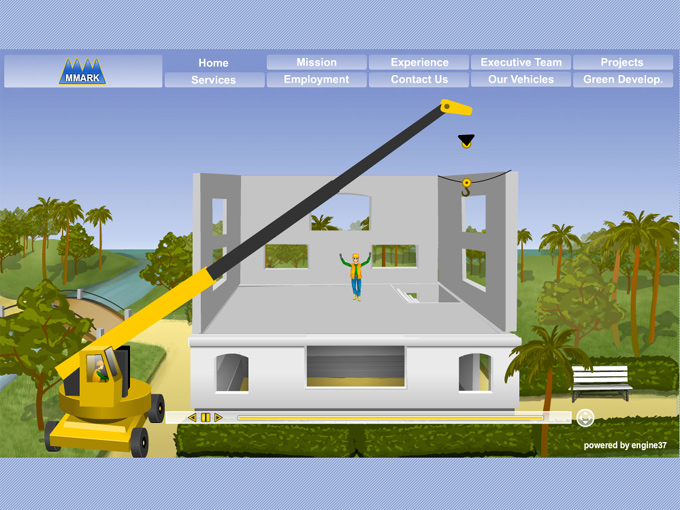 MMARK
Home Mission Experience Executive Team Projects
Services Employment Contact Us Our Vehicles Green Develop.
powered by engine37